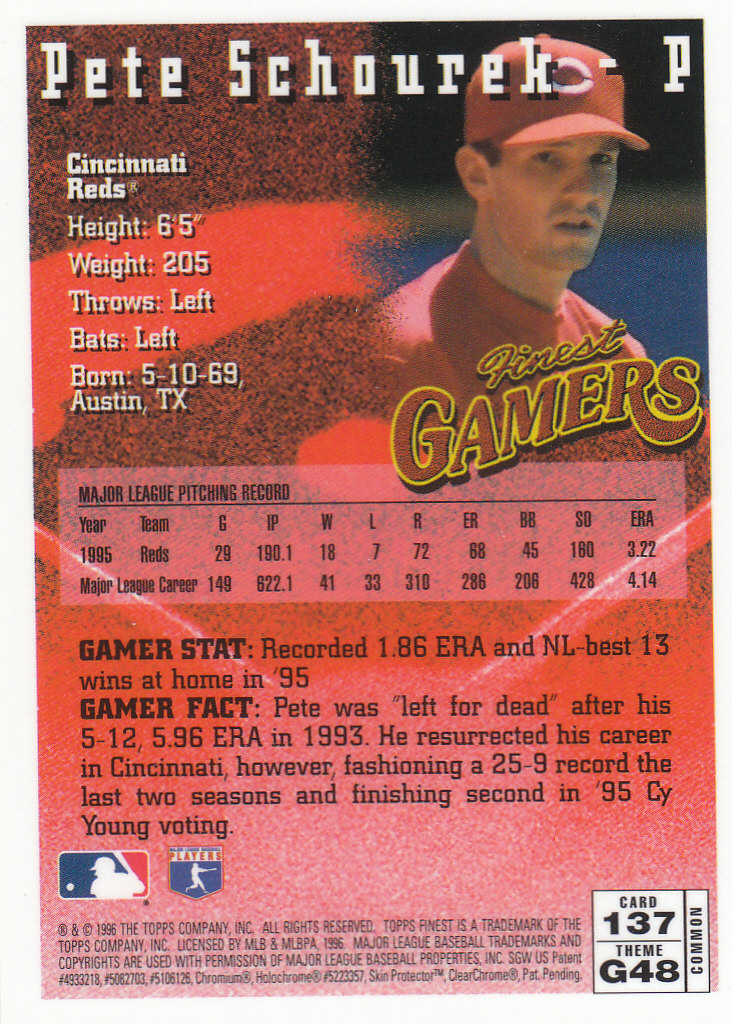 Pete Schourek - P
Cincinnati
Reds®
Height: 6'5"
Weight: 205
Throws: Left
Bats: Left
Born: 5-10-69,
Austin, TX
Finest
GAMERS
MAJOR LEAGUE PITCHING RECORD
Year Team G IP W L R ER BB SO ERA
1995 Reds 29 190.1 18 7 72 68 45 160 3.22
Major League Career 149 622.1 41 33 310 286 206 428 4.14
GAMER STAT: Recorded 1.86 ERA and NL-best 13
wins at home in '95
GAMER FACT: Pete was "left for dead" after his
5-12, 5.96 ERA in 1993. He resurrected his career
in Cincinnati, however, fashioning a 25-9 record the
last two seasons and finishing second in '95 Cy
Young voting.
MAJOR LEAGUE BASEBALL
PLAYERS
® & © 1996 THE TOPPS COMPANY, INC. ALL RIGHTS RESERVED. TOPPS FINEST IS A TRADEMARK OF THE
TOPPS COMPANY, INC. LICENSED BY MLB & MLBPA, 1996. MAJOR LEAGUE BASEBALL TRADEMARKS AND
COPYRIGHTS ARE USED WITH PERMISSION OF MAJOR LEAGUE BASEBALL PROPERTIES, INC. SGW US Patent
#4933218, #5082703, #5106126, Chromium®, Holochrome® #5223357, Skin Protector™, ClearChrome®, Pat. Pending.
CARD
137
THEME
G48
COMMON